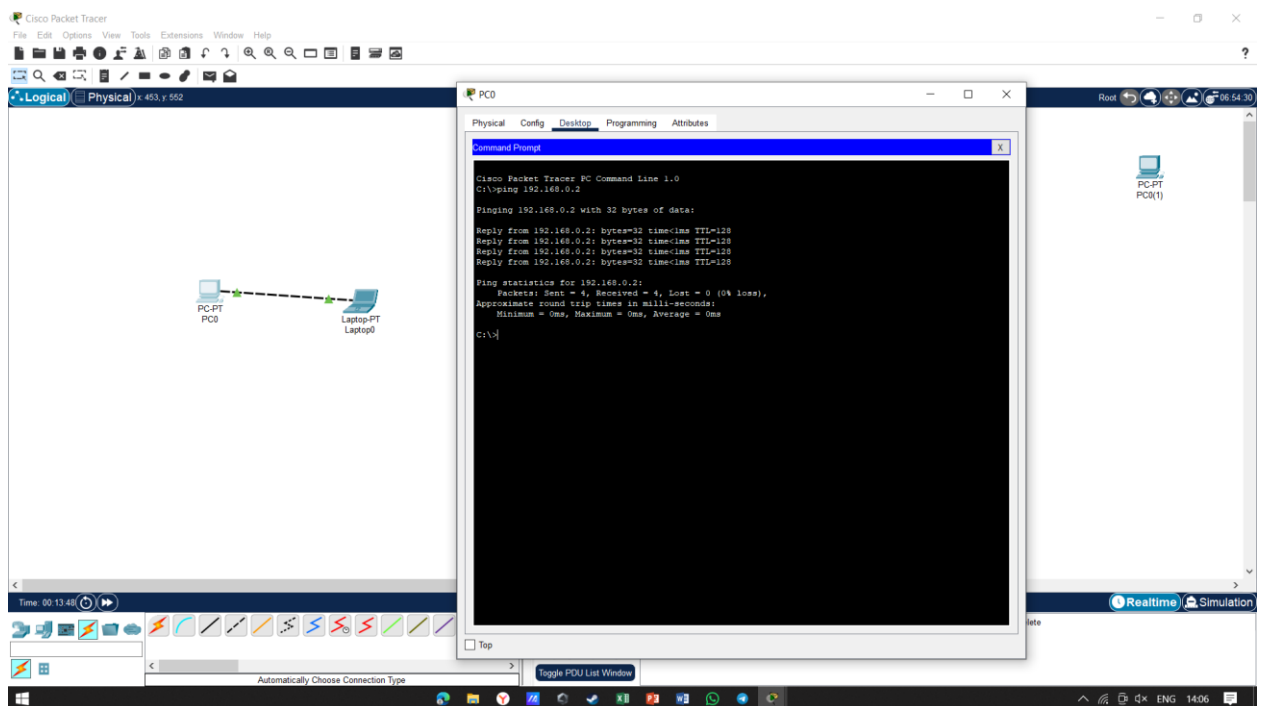 Cisco Packet Tracer
File Edit Options View Tools Extensions Window Help
?
Logical Physical x: 453, y: 552
Root 06:54:30
PC0
Physical Config Desktop Programming Attributes
Command Prompt X
Cisco Packet Tracer PC Command Line 1.0
C:\>ping 192.168.0.2
Pinging 192.168.0.2 with 32 bytes of data:
Reply from 192.168.0.2: bytes=32 time<1ms TTL=128
Reply from 192.168.0.2: bytes=32 time<1ms TTL=128
Reply from 192.168.0.2: bytes=32 time<1ms TTL=128
Reply from 192.168.0.2: bytes=32 time<1ms TTL=128
Ping statistics for 192.168.0.2:
Packets: Sent = 4, Received = 4, Lost = 0 (0% loss),
Approximate round trip times in milli-seconds:
Minimum = 0ms, Maximum = 0ms, Average = 0ms
C:\>
PC-PT
PC0(1)
PC-PT
PC0
Laptop-PT
Laptop0
Top
Time: 00:13:48
Realtime Simulation
lete
Automatically Choose Connection Type
Toggle PDU List Window
ENG 14:06